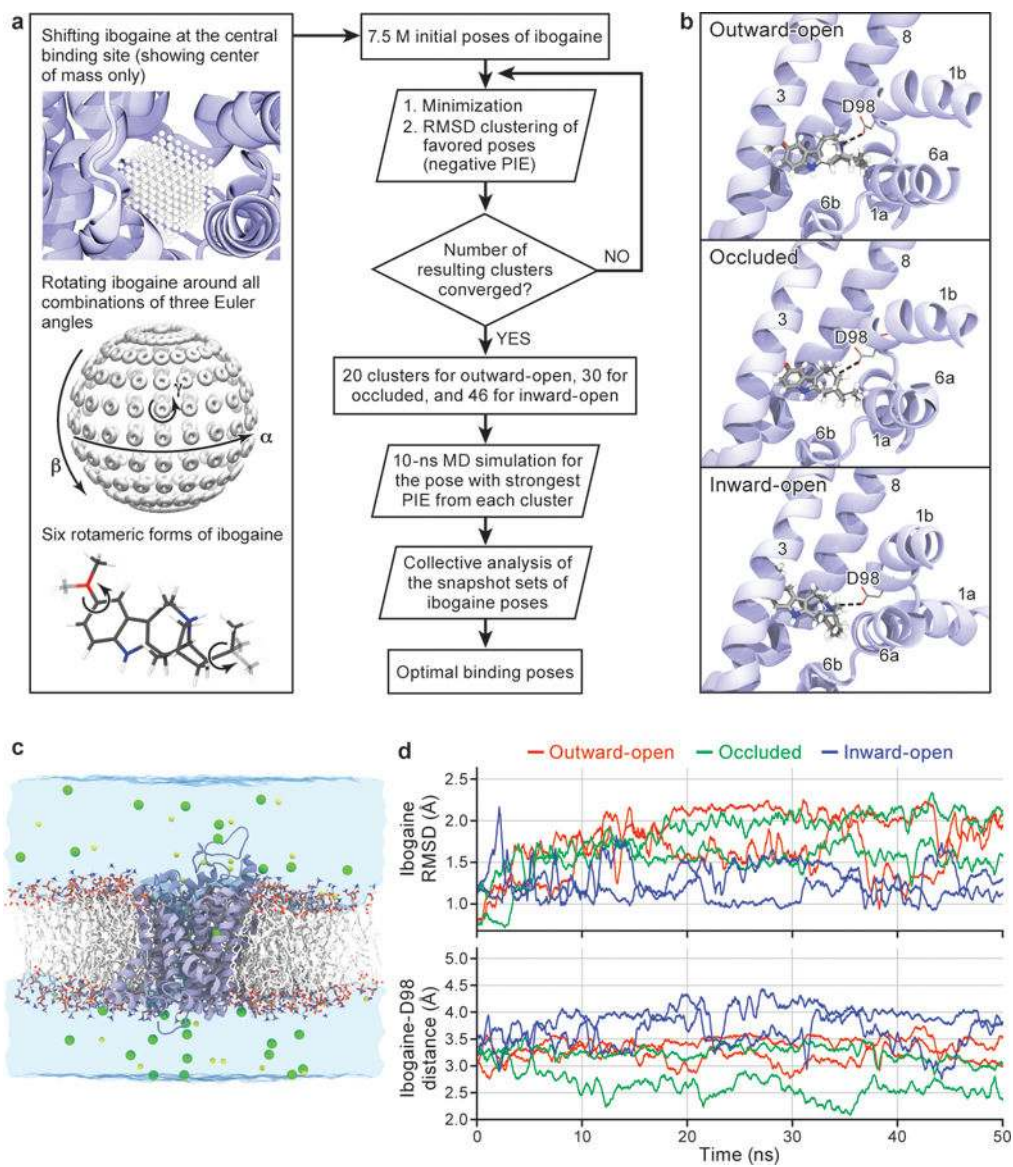 a
Shifting ibogaine at the central
binding site (showing center
of mass only)
Rotating ibogaine around all
combinations of three Euler
angles
γ
α
β
Six rotameric forms of ibogaine
7.5 M initial poses of ibogaine
1. Minimization
2. RMSD clustering of
favored poses
(negative PIE)
Number of
resulting clusters
converged?
NO
YES
20 clusters for outward-open, 30 for
occluded, and 46 for inward-open
10-ns MD simulation for
the pose with strongest
PIE from each cluster
Collective analysis of
the snapshot sets of
ibogaine poses
Optimal binding poses
b
Outward-open
8
3
1b
D98
6a
6b
1a
Occluded
8
3
1b
D98
6a
6b
1a
Inward-open
8
3
1b
D98
1a
6b
6a
c
d
Outward-open
Occluded
Inward-open
Ibogaine
RMSD (Å)
2.5
2.0
1.5
1.0
Ibogaine-D98
distance (Å)
4.5
4.0
3.5
3.0
2.5
2.0
0
10
20
30
40
50
Time (ns)